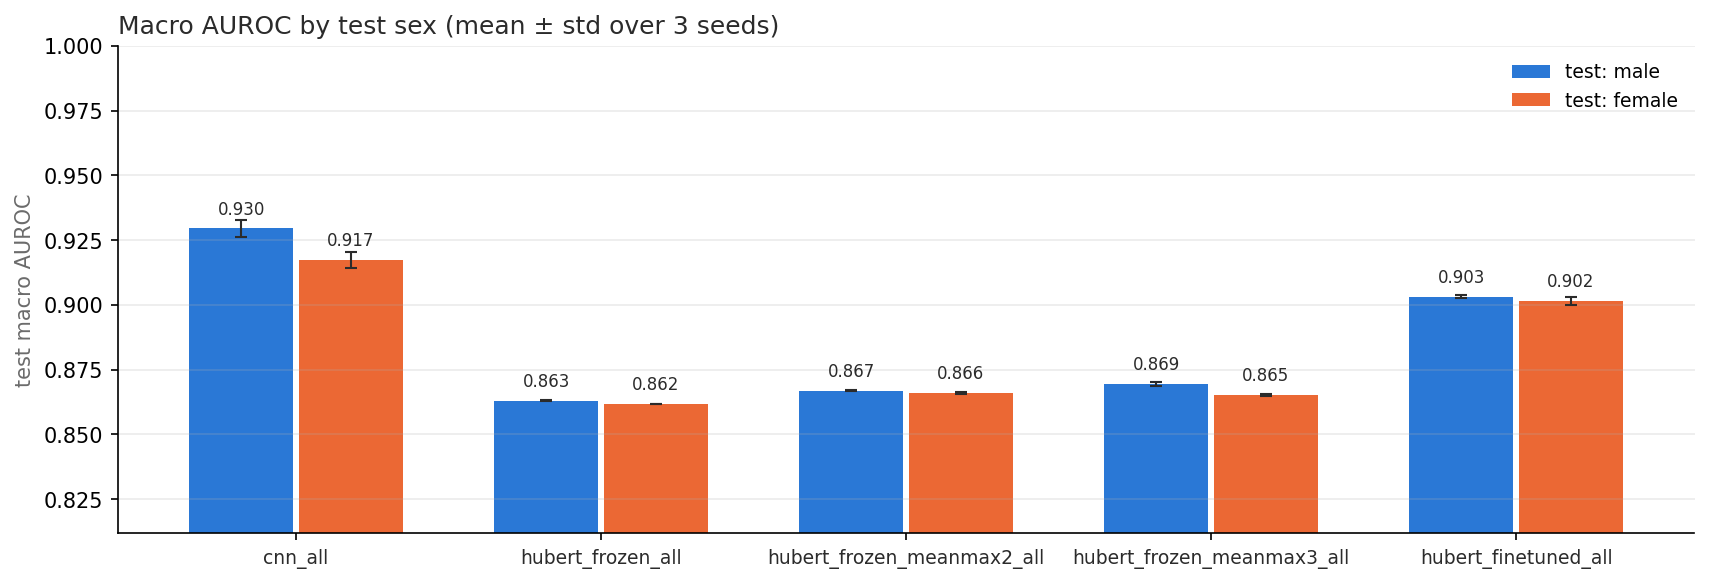 Macro AUROC by test sex (mean ± std over 3 seeds)
test macro AUROC
1.000
0.975
0.950
0.925
0.900
0.875
0.850
0.825
test: male
test: female
0.930
0.917
0.863
0.862
0.867
0.866
0.869
0.865
0.903
0.902
cnn_all
hubert_frozen_all
hubert_frozen_meanmax2_all
hubert_frozen_meanmax3_all
hubert_finetuned_all